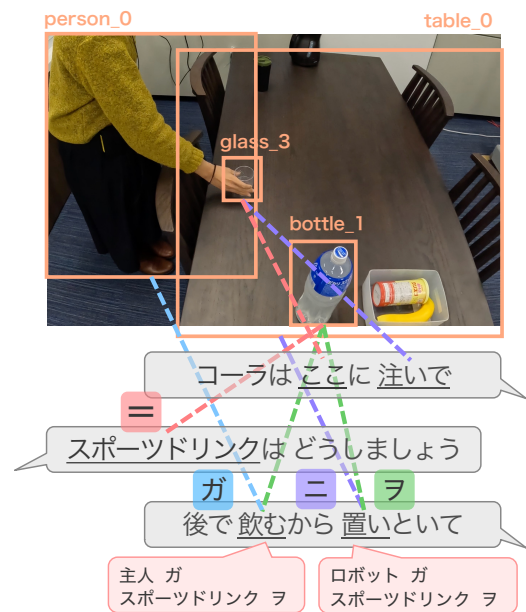 person_0
table_0
glass_3
bottle_1
コーラは ここに 注いで
＝
スポーツドリンクは どうしましょう
ガ
ニ
ヲ
後で 飲むから 置いといて
主人 ガ
スポーツドリンク ヲ
ロボット ガ
スポーツドリンク ヲ